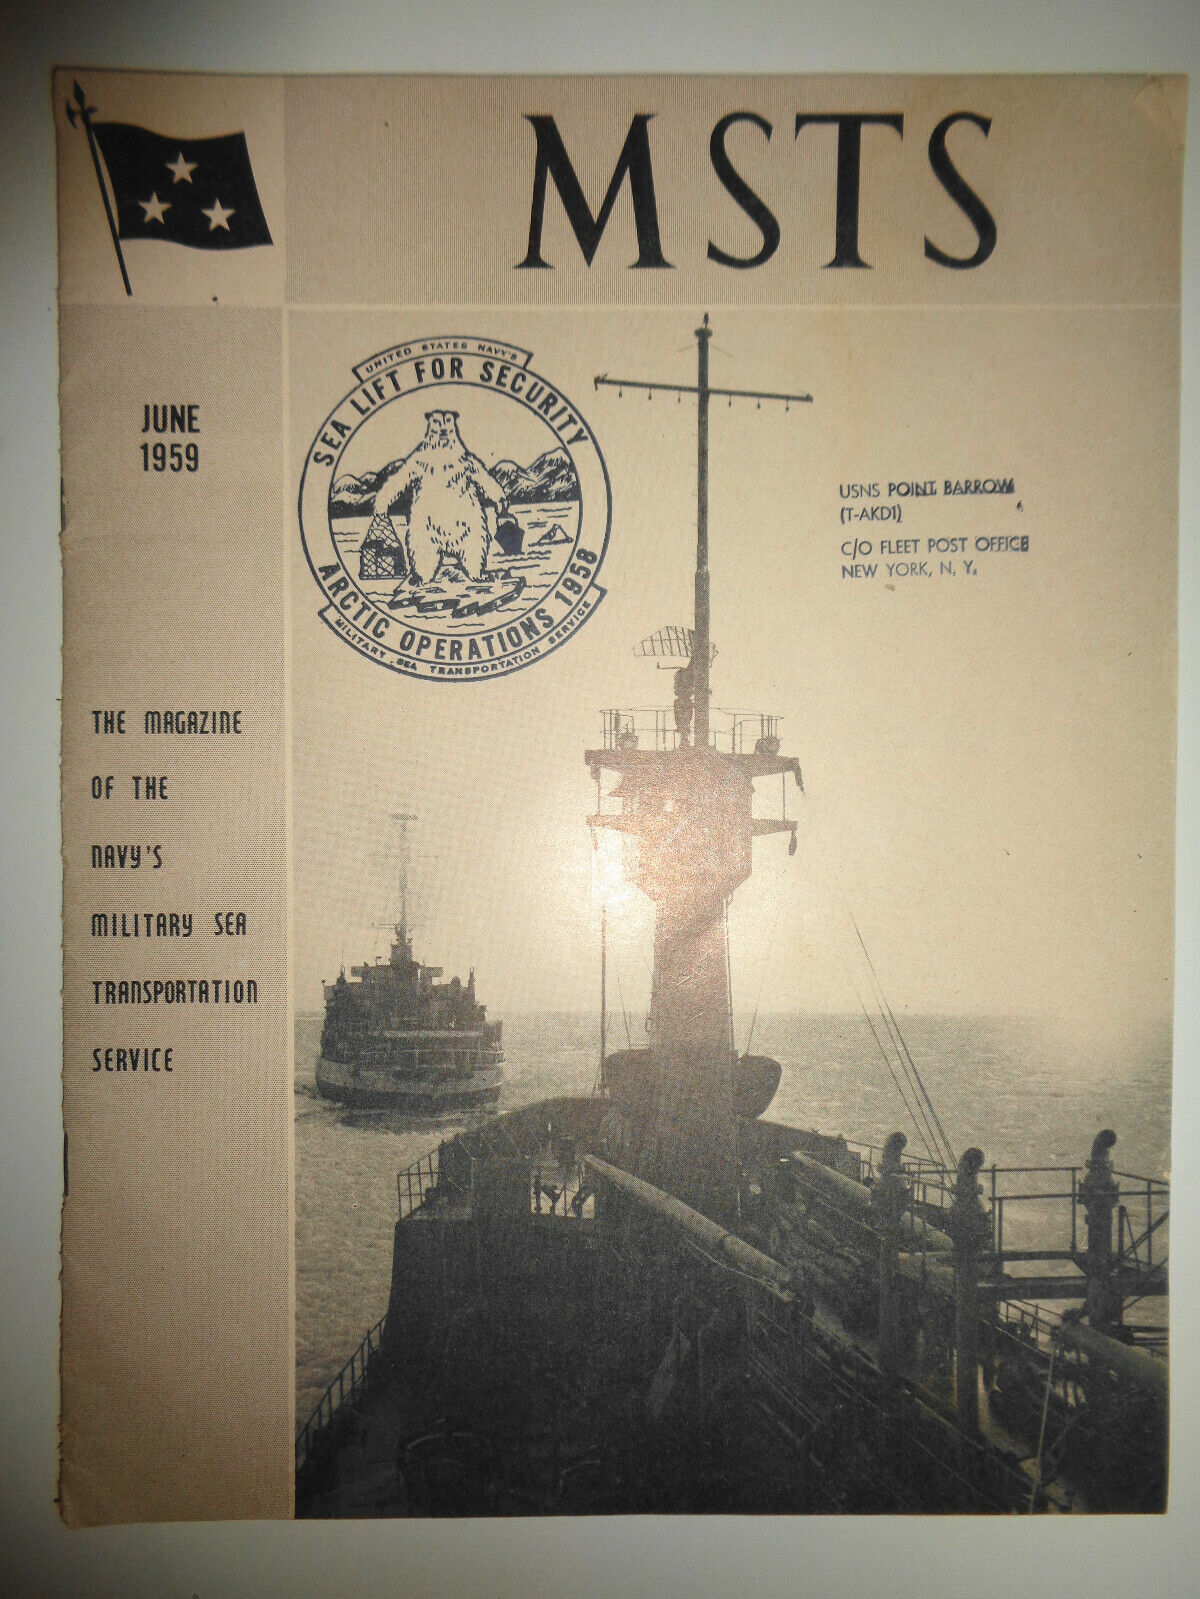 MSTS
JUNE
1959
UNITED STATES NAVY'S
SEA LIFT FOR SECURITY
ARCTIC OPERATIONS 1958
MILITARY SEA TRANSPORTATION SERVICE
USNS POINT BARROW
(T-AKD1)
C/O FLEET POST OFFICE
NEW YORK, N. Y.
THE MAGAZINE
OF THE
NAVY'S
MILITARY SEA
TRANSPORTATION
SERVICE